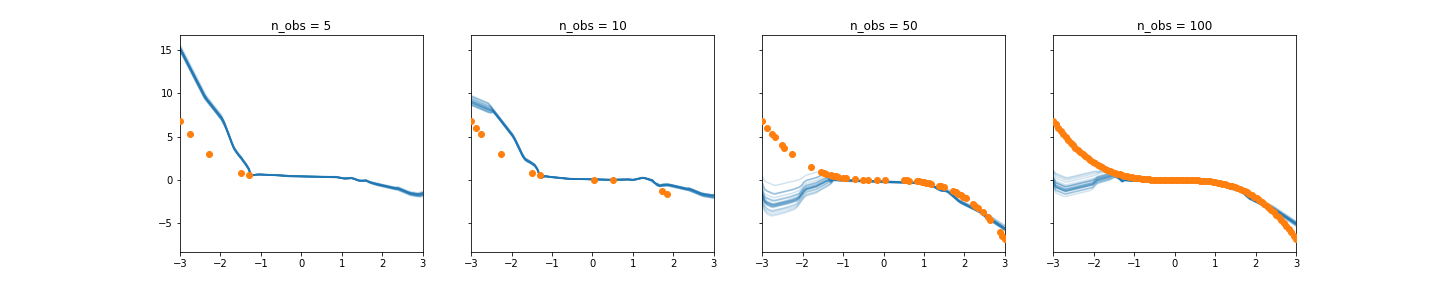 n_obs = 5
n_obs = 10
n_obs = 50
n_obs = 100
15
10
5
0
−5
−3 −2 −1 0 1 2 3
−3 −2 −1 0 1 2 3
−3 −2 −1 0 1 2 3
−3 −2 −1 0 1 2 3